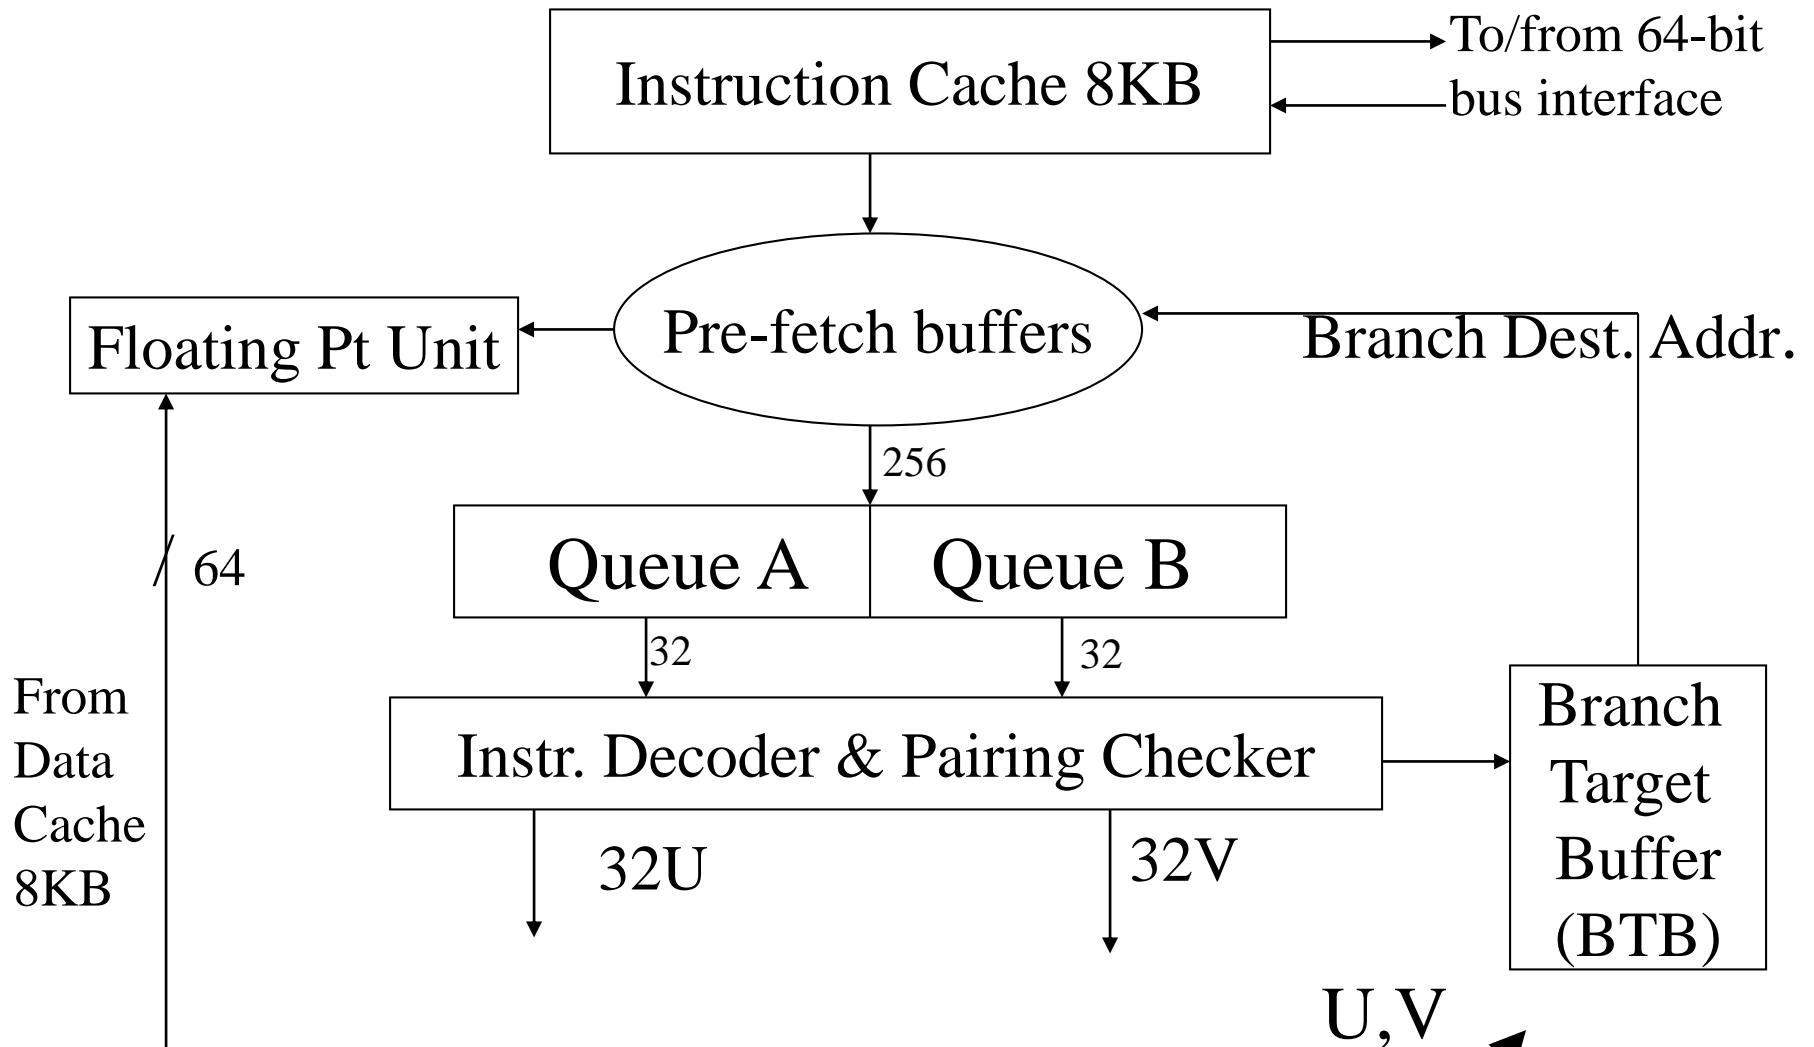 Instruction Cache 8KB
To/from 64-bit
bus interface
Floating Pt Unit
Pre-fetch buffers
Branch Dest. Addr.
256
Queue A
Queue B
64
32
32
From
Data
Cache
8KB
Instr. Decoder & Pairing Checker
Branch
Target
Buffer
(BTB)
32U
32V
U,V